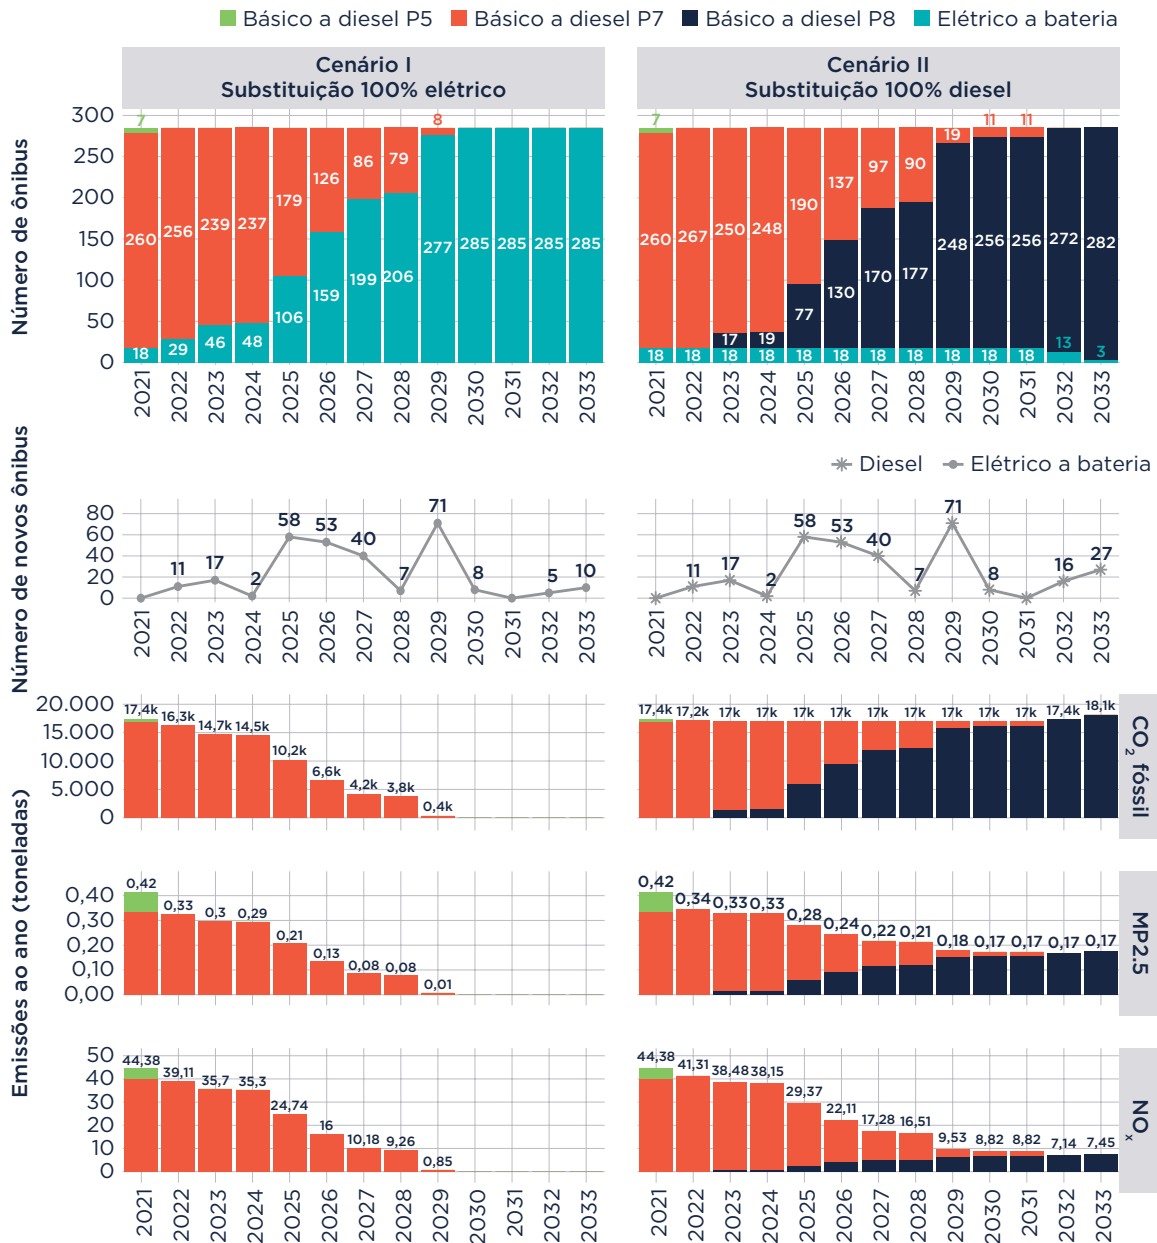 Básico a diesel P5 Básico a diesel P7 Básico a diesel P8 Elétrico a bateria
Cenário I
Substituição 100% elétrico
Cenário II
Substituição 100% diesel
Número de ônibus
300
250
200
150
100
50
0
7 8
260 256 239 237 179 126 86 79
18 29 46 48 106 159 199 206 277 285 285 285 285
2021 2022 2023 2024 2025 2026 2027 2028 2029 2030 2031 2032 2033
7 11 11
260 267 250 248 190 137 97 90 19
17 19 77 130 170 177 248 256 256 272 282
18 18 18 18 18 18 18 18 18 18 18 13 3
2021 2022 2023 2024 2025 2026 2027 2028 2029 2030 2031 2032 2033
Diesel Elétrico a bateria
Número de novos ônibus
80
60
40
20
0
11 17 2 58 53 40 7 71 8 5 10
2021 2022 2023 2024 2025 2026 2027 2028 2029 2030 2031 2032 2033
11 17 2 58 53 40 7 71 8 16 27
2021 2022 2023 2024 2025 2026 2027 2028 2029 2030 2031 2032 2033
Emissões ao ano (toneladas)
20.000
15.000
10.000
5.000
0
17,4k 16,3k 14,7k 14,5k 10,2k 6,6k 4,2k 3,8k 0,4k
17,4k 17,2k 17k 17k 17k 17k 17k 17k 17k 17k 17k 17,4k 18,1k
CO2 fóssil
0,40
0,30
0,20
0,10
0,00
0,42 0,33 0,3 0,29 0,21 0,13 0,08 0,08 0,01
0,42 0,34 0,33 0,33 0,28 0,24 0,22 0,21 0,18 0,17 0,17 0,17 0,17
MP2.5
50
40
30
20
10
0
44,38 39,11 35,7 35,3 24,74 16 10,18 9,26 0,85
44,38 41,31 38,48 38,15 29,37 22,11 17,28 16,51 9,53 8,82 8,82 7,14 7,45
NOx
2021 2022 2023 2024 2025 2026 2027 2028 2029 2030 2031 2032 2033
2021 2022 2023 2024 2025 2026 2027 2028 2029 2030 2031 2032 2033